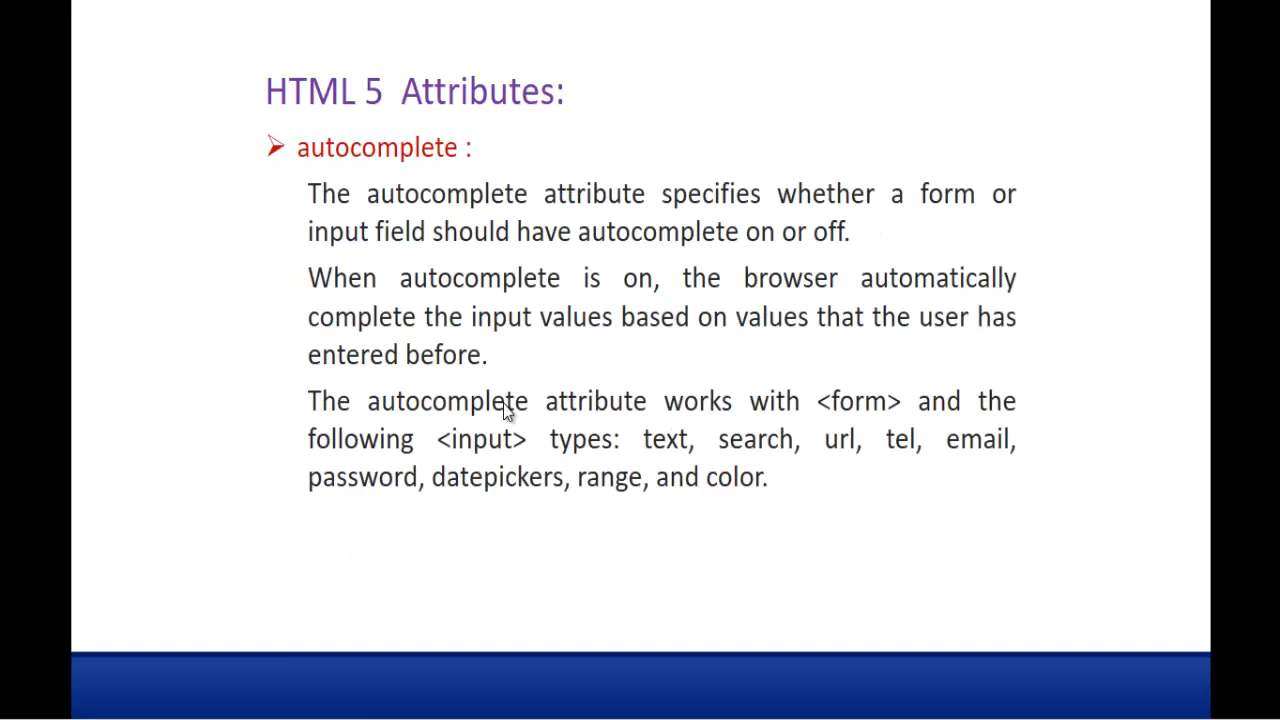 HTML 5 Attributes:
autocomplete :
The autocomplete attribute specifies whether a form or
input field should have autocomplete on or off.
When autocomplete is on, the browser automatically
complete the input values based on values that the user has
entered before.
The autocomplete attribute works with <form> and the
following <input> types: text, search, url, tel, email,
password, datepickers, range, and color.